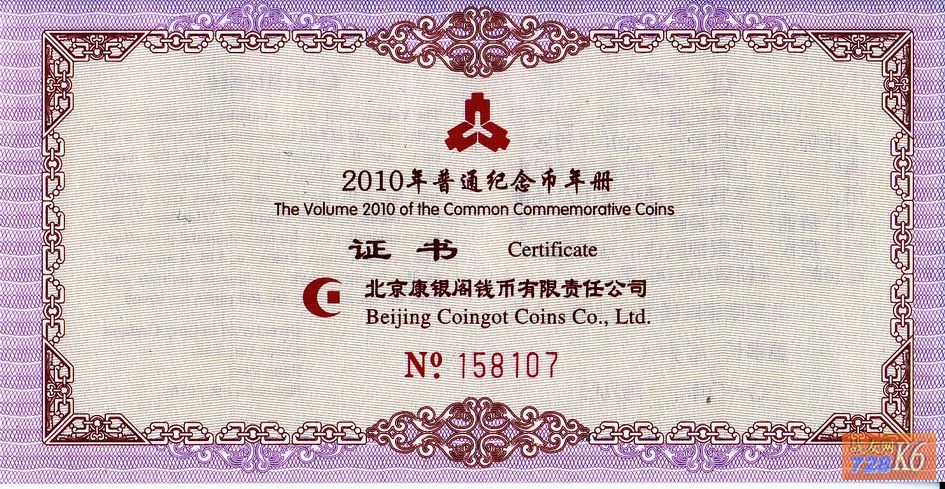 2010年普通纪念币年册
The Volume 2010 of the Common Commemorative Coins
证书 Certificate
北京康银阁钱币有限责任公司
Beijing Coingot Coins Co., Ltd.
Nº. 158107
728K6